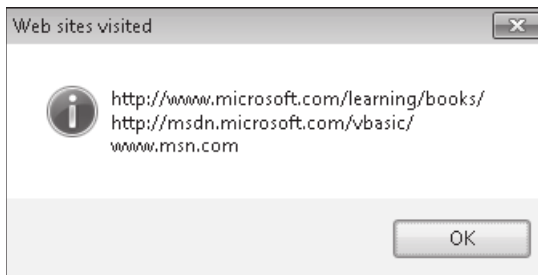 Web sites visited
http://www.microsoft.com/learning/books/
http://msdn.microsoft.com/vbasic/
www.msn.com
OK